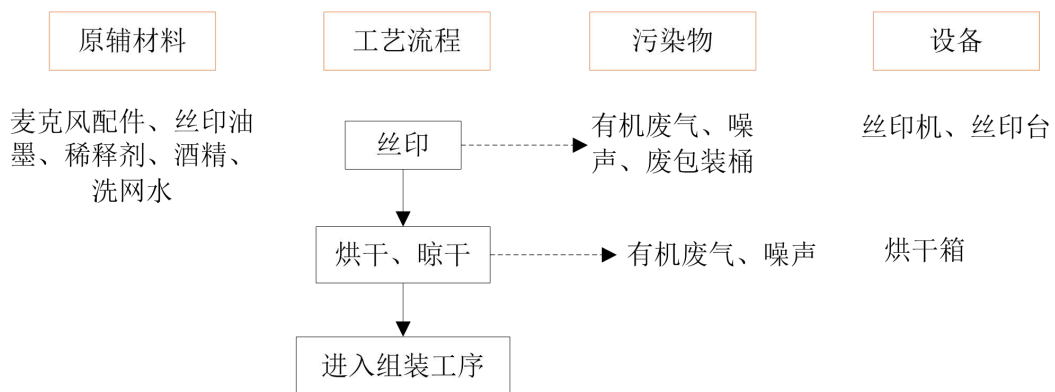 原辅材料
工艺流程
污染物
设备
麦克风配件、丝印油
墨、稀释剂、酒精、
洗网水
丝印
有机废气、噪
声、废包装桶
丝印机、丝印台
烘干、晾干
有机废气、噪声
烘干箱
进入组装工序